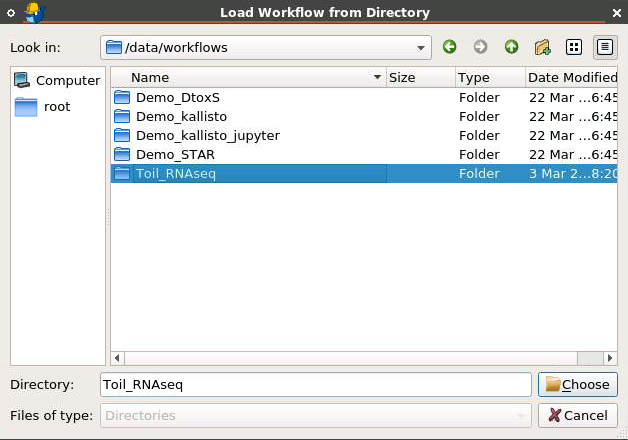 Load Workflow from Directory
Look in: /data/workflows
Computer
root
Name Size Type Date Modified
Demo_DtoxS Folder 22 Mar ...6:45
Demo_kallisto Folder 22 Mar ...6:45
Demo_kallisto_jupyter Folder 22 Mar ...6:45
Demo_STAR Folder 22 Mar ...6:45
Toil_RNAseq Folder 3 Mar 2...8:20
Directory: Toil_RNAseq Choose
Files of type: Directories Cancel